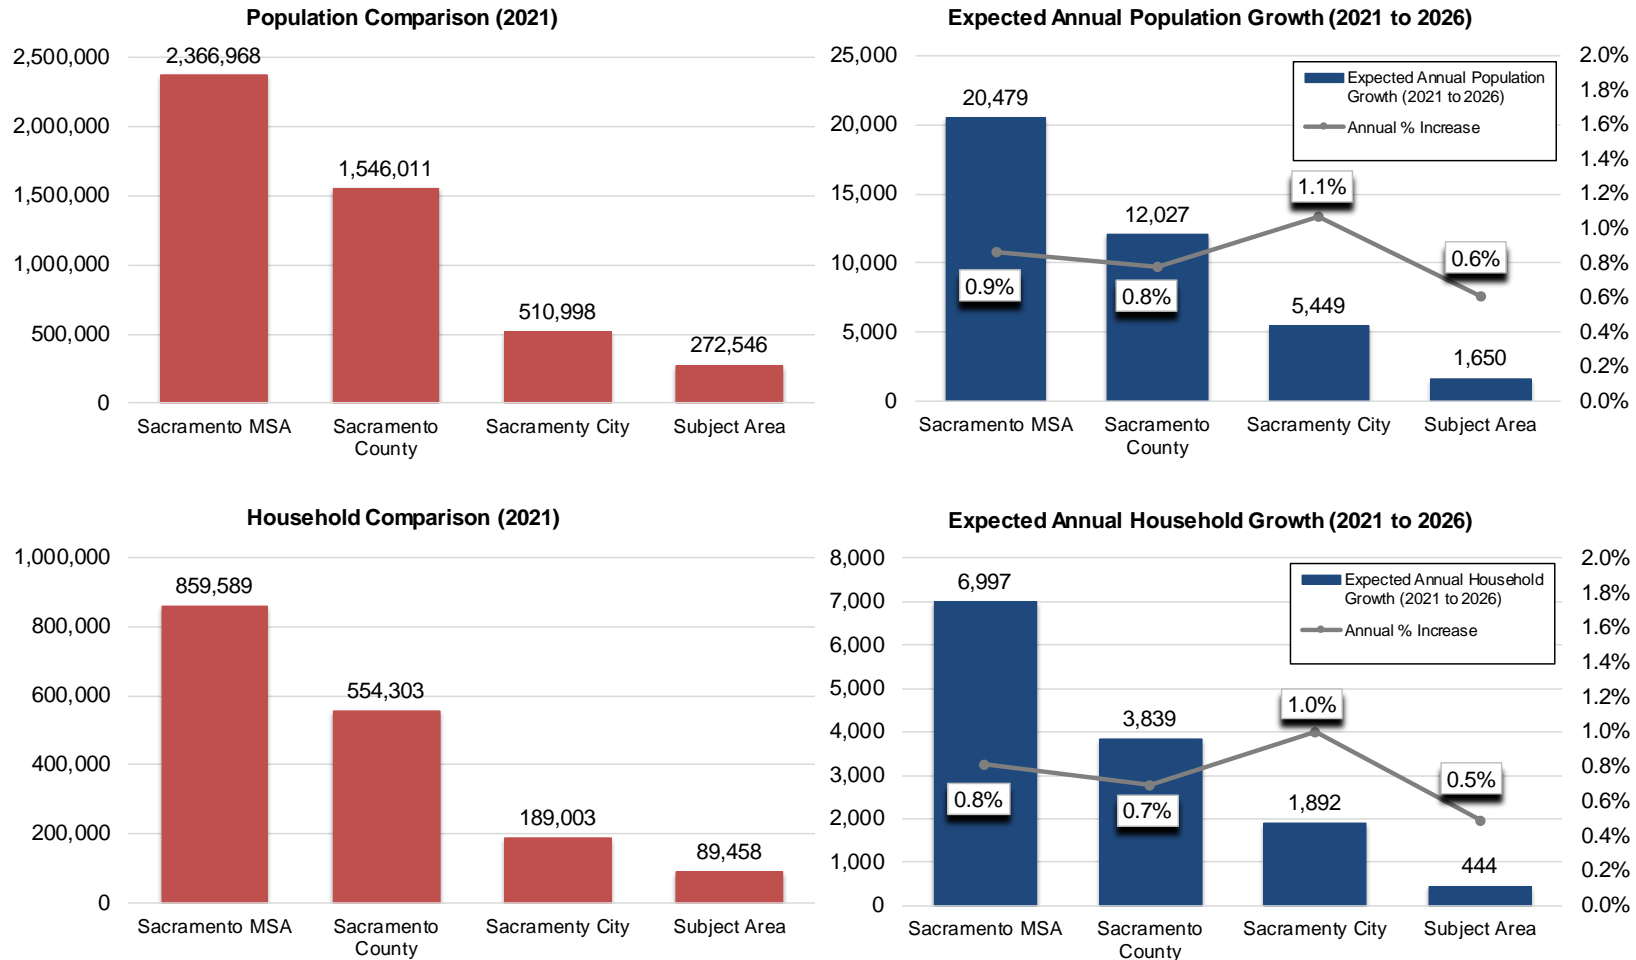 Population Comparison (2021)
2,500,000
2,000,000
1,500,000
1,000,000
500,000
0
2,366,968
1,546,011
510,998
272,546
Sacramento MSA
Sacramento
County
Sacramenty City
Subject Area
Expected Annual Population Growth (2021 to 2026)
25,000
20,000
15,000
10,000
5,000
0
2.0%
1.8%
1.6%
1.4%
1.2%
1.0%
0.8%
0.6%
0.4%
0.2%
0.0%
Expected Annual Population
Growth (2021 to 2026)
Annual % Increase
20,479
12,027
5,449
1,650
0.9%
0.8%
1.1%
0.6%
Sacramento MSA
Sacramento
County
Sacramenty City
Subject Area
Household Comparison (2021)
1,000,000
800,000
600,000
400,000
200,000
0
859,589
554,303
189,003
89,458
Sacramento MSA
Sacramento
County
Sacramenty City
Subject Area
Expected Annual Household Growth (2021 to 2026)
8,000
7,000
6,000
5,000
4,000
3,000
2,000
1,000
0
2.0%
1.8%
1.6%
1.4%
1.2%
1.0%
0.8%
0.6%
0.4%
0.2%
0.0%
Expected Annual Household
Growth (2021 to 2026)
Annual % Increase
6,997
3,839
1,892
444
0.8%
0.7%
1.0%
0.5%
Sacramento MSA
Sacramento
County
Sacramenty City
Subject Area